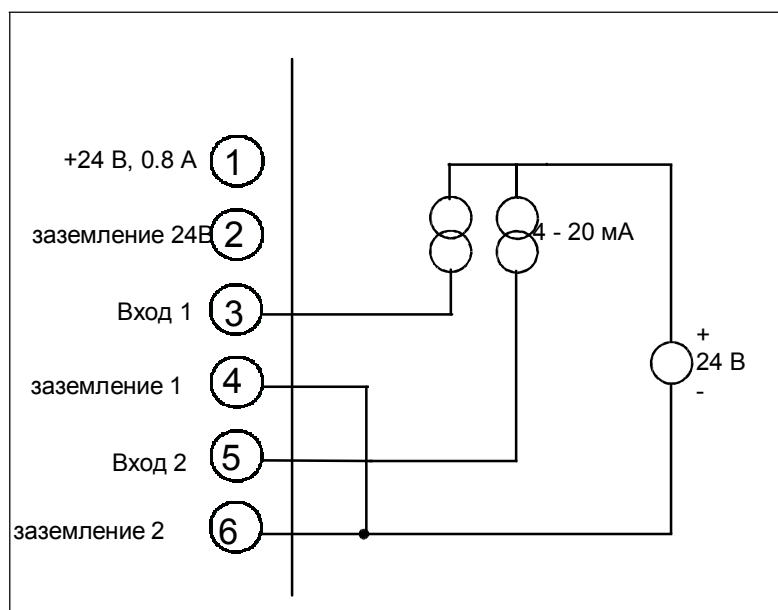 +24 В, 0.8 А 1
заземление 24В 2
Вход 1 3
заземление 1 4
Вход 2 5
заземление 2 6
4 - 20 мА
+
24 В
-